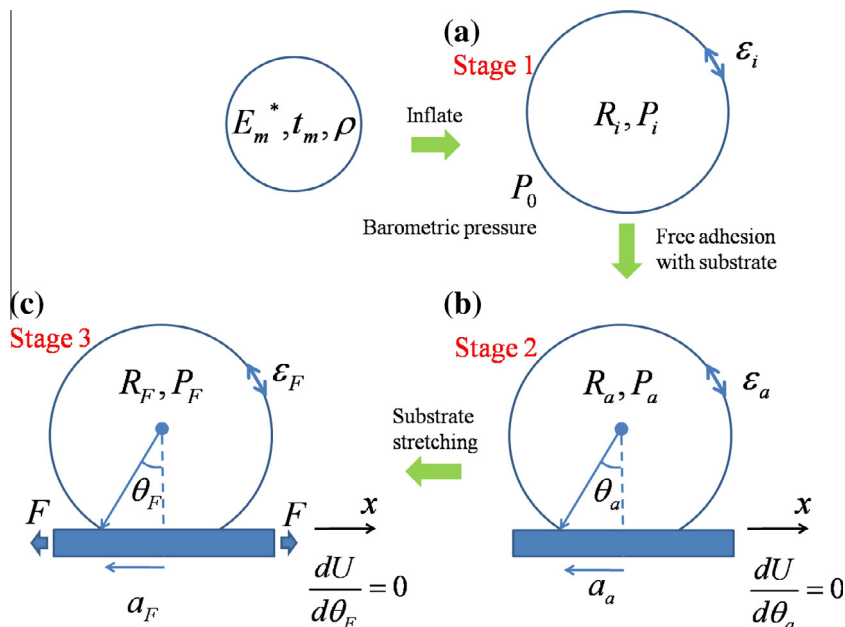 (a)
Stage 1
ε_i
E_m^*, t_m, ρ
Inflate
R_i, P_i
P_0
Barometric pressure
Free adhesion
with substrate
(c)
Stage 3
ε_F
R_F, P_F
θ_F
F
F
x
a_F
dU/dθ_F = 0
Substrate
stretching
(b)
Stage 2
ε_a
R_a, P_a
θ_a
x
a_a
dU/dθ_a = 0